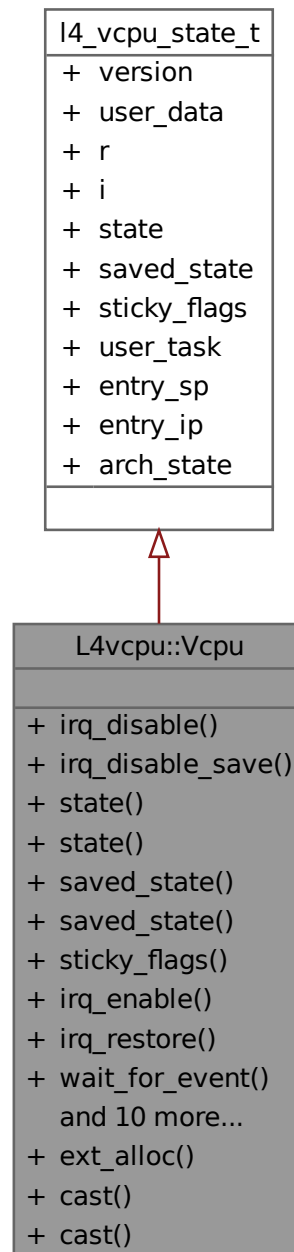 l4_vcpu_state_t
+ version
+ user_data
+ r
+ i
+ state
+ saved_state
+ sticky_flags
+ user_task
+ entry_sp
+ entry_ip
+ arch_state
L4vcpu::Vcpu
+ irq_disable()
+ irq_disable_save()
+ state()
+ state()
+ saved_state()
+ saved_state()
+ sticky_flags()
+ irq_enable()
+ irq_restore()
+ wait_for_event()
and 10 more...
+ ext_alloc()
+ cast()
+ cast()